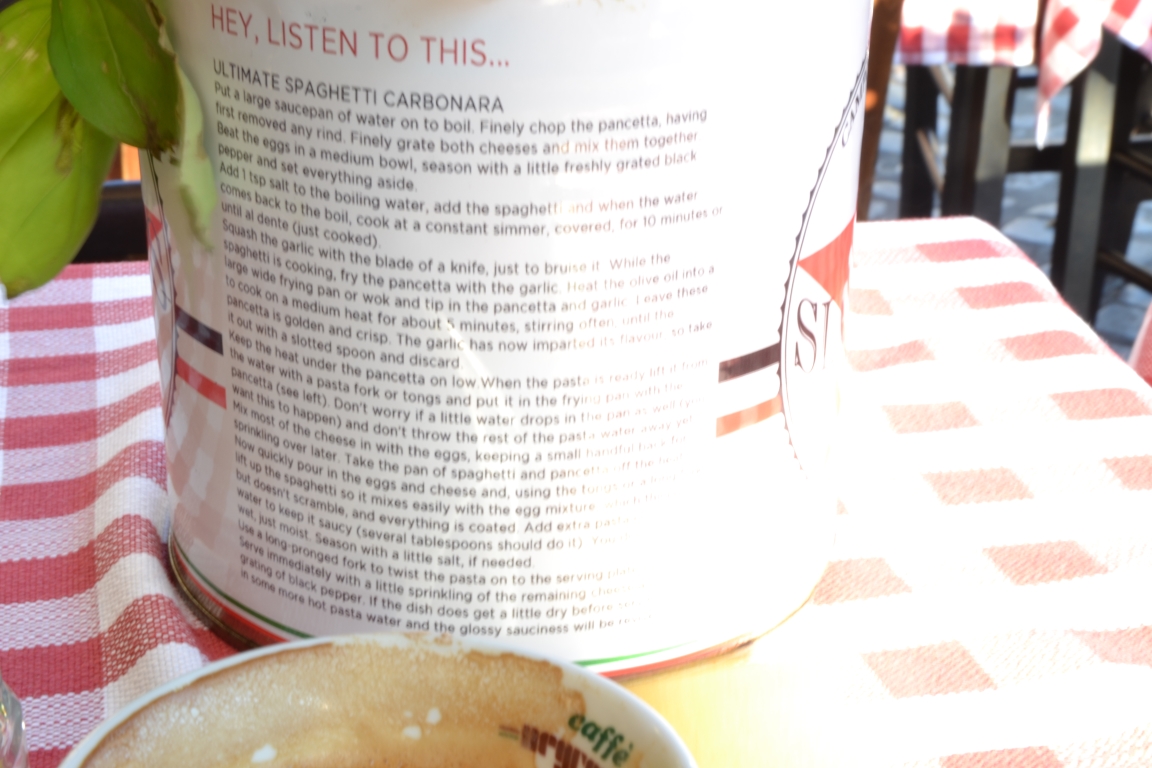 HEY, LISTEN TO THIS...
ULTIMATE SPAGHETTI CARBONARA
Put a large saucepan of water on to boil. Finely chop the pancetta, having
first removed any rind. Finely grate both cheeses and mix them together
Beat the eggs in a medium bowl, season with a little freshly grated black
pepper and set everything aside.
Add 1 tsp salt to the boiling water, add the spaghetti and when the water
comes back to the boil, cook at a constant simmer, covered, for 10 minutes or
until al dente (just cooked).
Squash the garlic with the blade of a knife, just to bruise it. While the
spaghetti is cooking, fry the pancetta with the garlic. Heat the olive oil into a
large wide frying pan or wok and tip in the pancetta and garlic. Leave these
to cook on a medium heat for about 5 minutes, stirring often, until the
pancetta is golden and crisp. The garlic has now imparted its flavour, so take
it out with a slotted spoon and discard.
Keep the heat under the pancetta on low.When the pasta is ready, lift it from
the water with a pasta fork or tongs and put it in the frying pan with the
pancetta (see left). Don't worry if a little water drops in the pan as well (you
want this to happen) and don't throw the rest of the pasta water away yet.
Mix most of the cheese in with the eggs, keeping a small handful back for
sprinkling over later. Take the pan of spaghetti and pancetta off the heat.
Now quickly pour in the eggs and cheese and, using the tongs or a long
lift up the spaghetti so it mixes easily with the egg mixture, which
but doesn't scramble, and everything is coated. Add extra pasta
water to keep it saucy (several tablespoons should do it). You
wet, just moist. Season with a little salt, if needed.
Use a long-pronged fork to twist the pasta on to the serving
Serve immediately with a little sprinkling of the remaining
grating of black pepper. If the dish does get a little dry before
in some more hot pasta water and the glossy sauciness will be
SI
caffè